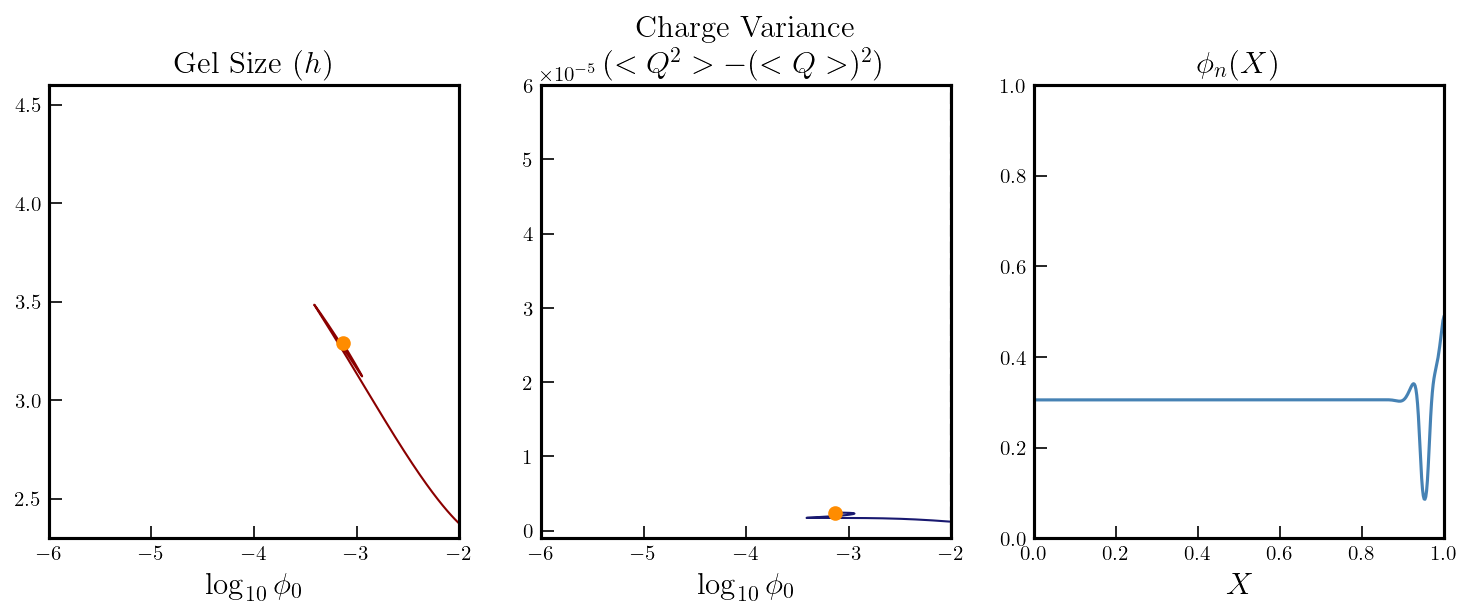 Gel Size (h)
4.5
4.0
3.5
3.0
2.5
−6 −5 −4 −3 −2
log₁₀ ϕ₀
Charge Variance
(< Q² > −(< Q >)²)
×10⁻⁵
6
5
4
3
2
1
0
−6 −5 −4 −3 −2
log₁₀ ϕ₀
ϕₙ(X)
1.0
0.8
0.6
0.4
0.2
0.0
0.0 0.2 0.4 0.6 0.8 1.0
X